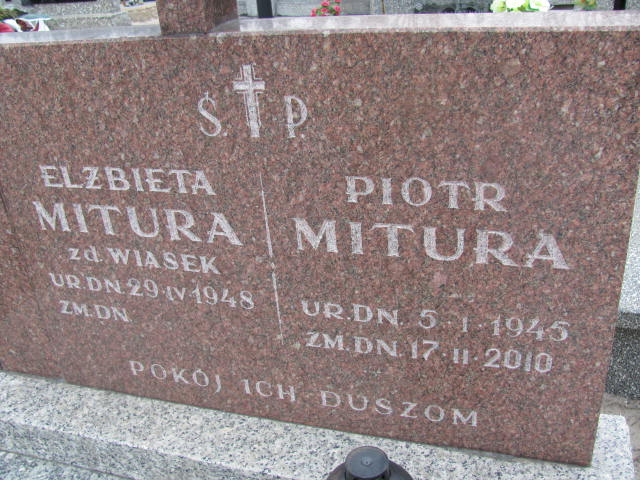 Ś. P.
ELŻBIETA
MITURA
zd. WIASEK
UR.DN. 29·IV·1948
ZM.DN
PIOTR
MITURA
UR.DN. 5·I·1945
ZM.DN. 17·II·2010
POKÓJ ICH DUSZOM